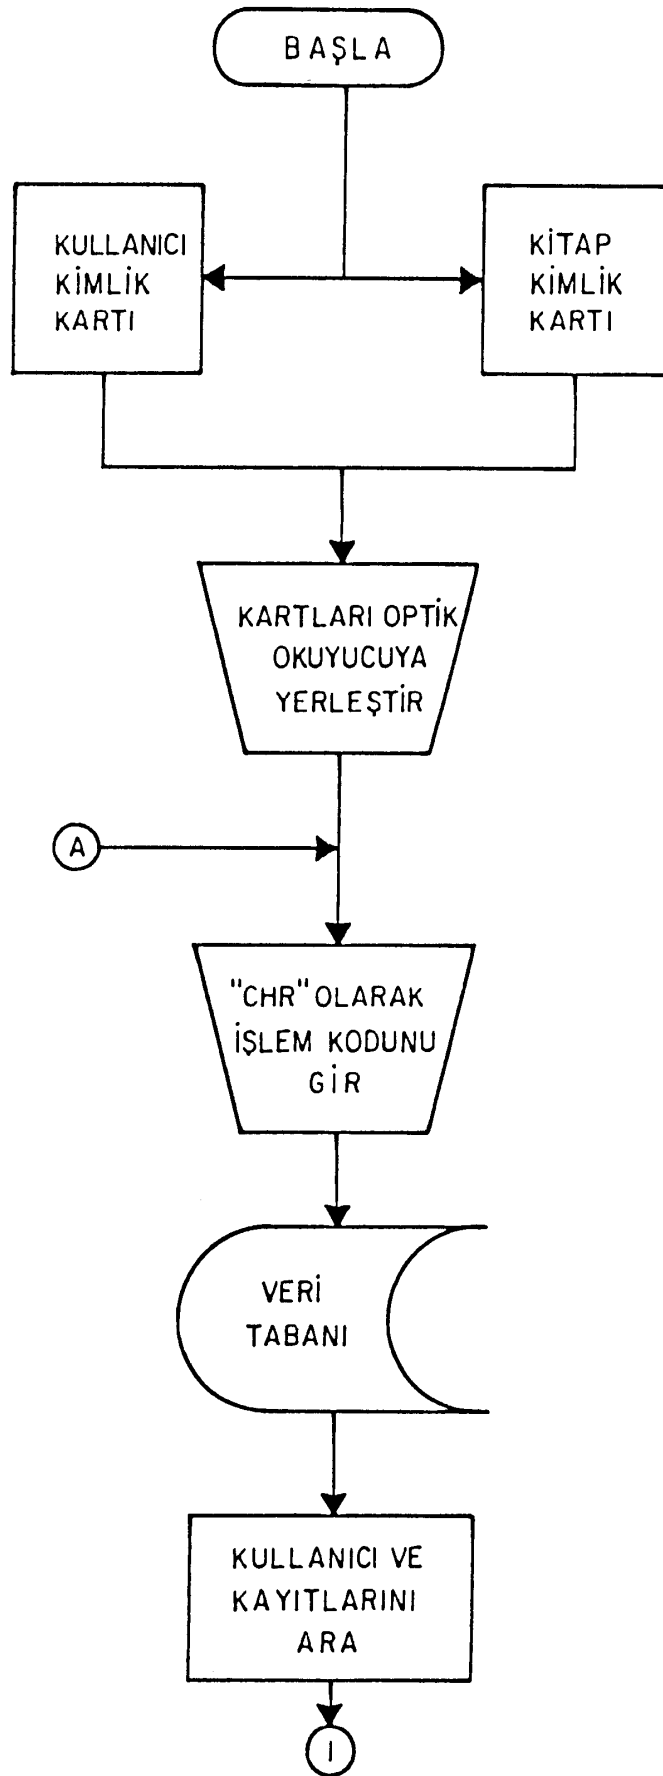 BAŞLA
KULLANICI
KİMLİK
KARTI
KİTAP
KİMLİK
KARTI
KARTLARI OPTİK
OKUYUCUYA
YERLEŞTİR
A
"CHR" OLARAK
İŞLEM KODUNU
GİR
VERİ
TABANI
KULLANICI VE
KAYITLARINI
ARA
1